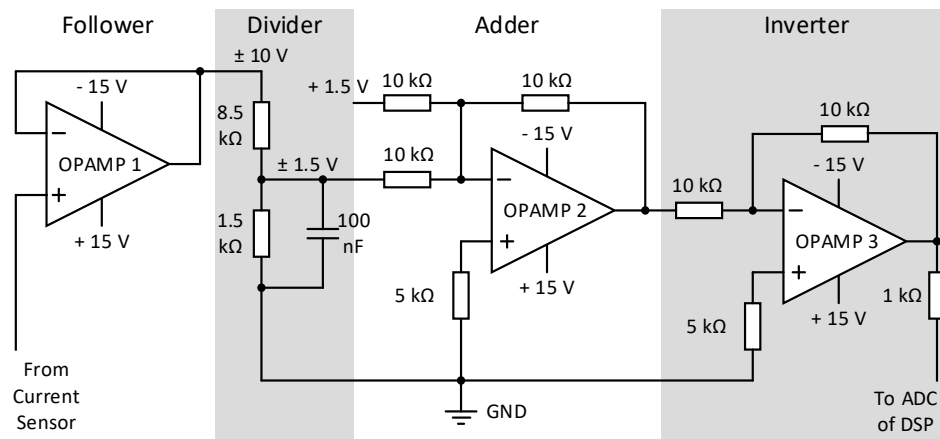 Follower
Divider
Adder
Inverter
± 10 V
- 15 V
OPAMP 1
+ 15 V
From
Current
Sensor
8.5
kΩ
± 1.5 V
1.5
kΩ
100
nF
+ 1.5 V
10 kΩ
10 kΩ
10 kΩ
- 15 V
OPAMP 2
+ 15 V
5 kΩ
GND
10 kΩ
10 kΩ
- 15 V
OPAMP 3
+ 15 V
5 kΩ
1 kΩ
To ADC
of DSP